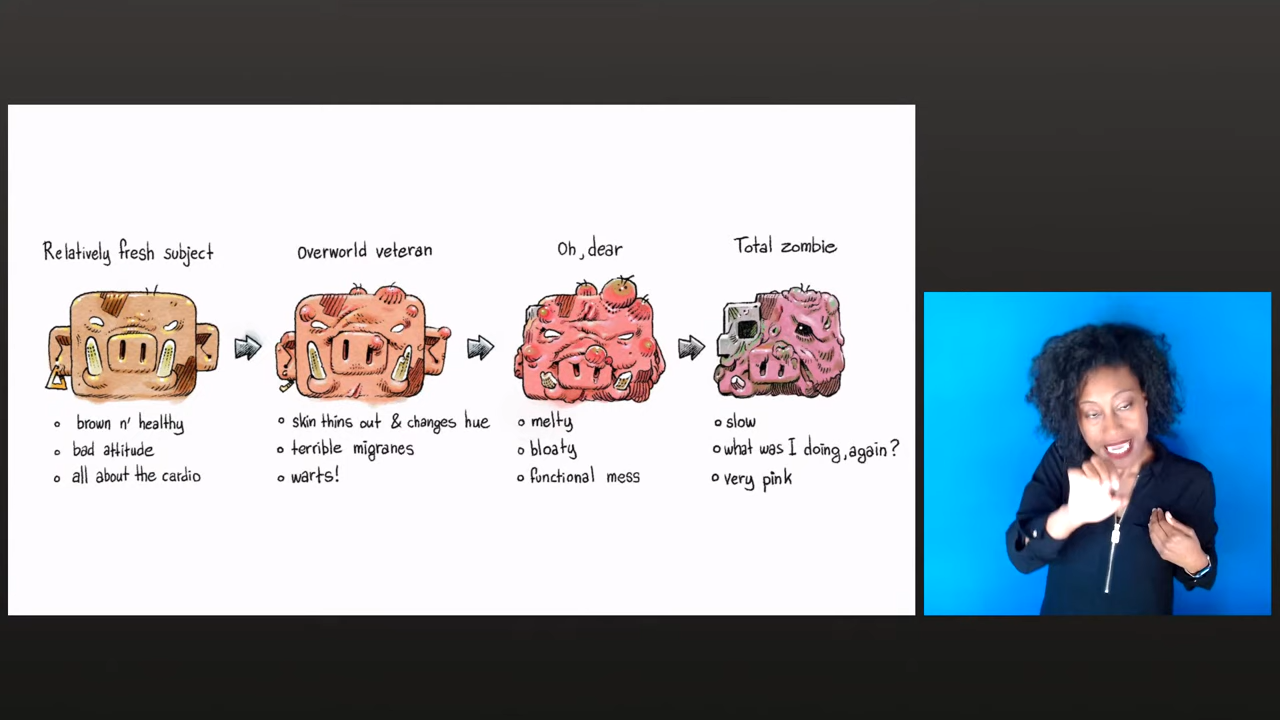 Relatively fresh subject
brown n' healthy
bad attitude
all about the cardio
Overworld veteran
skin thins out & changes hue
terrible migranes
warts!
Oh, dear
melty
bloaty
functional mess
Total zombie
slow
what was I doing, again?
very pink